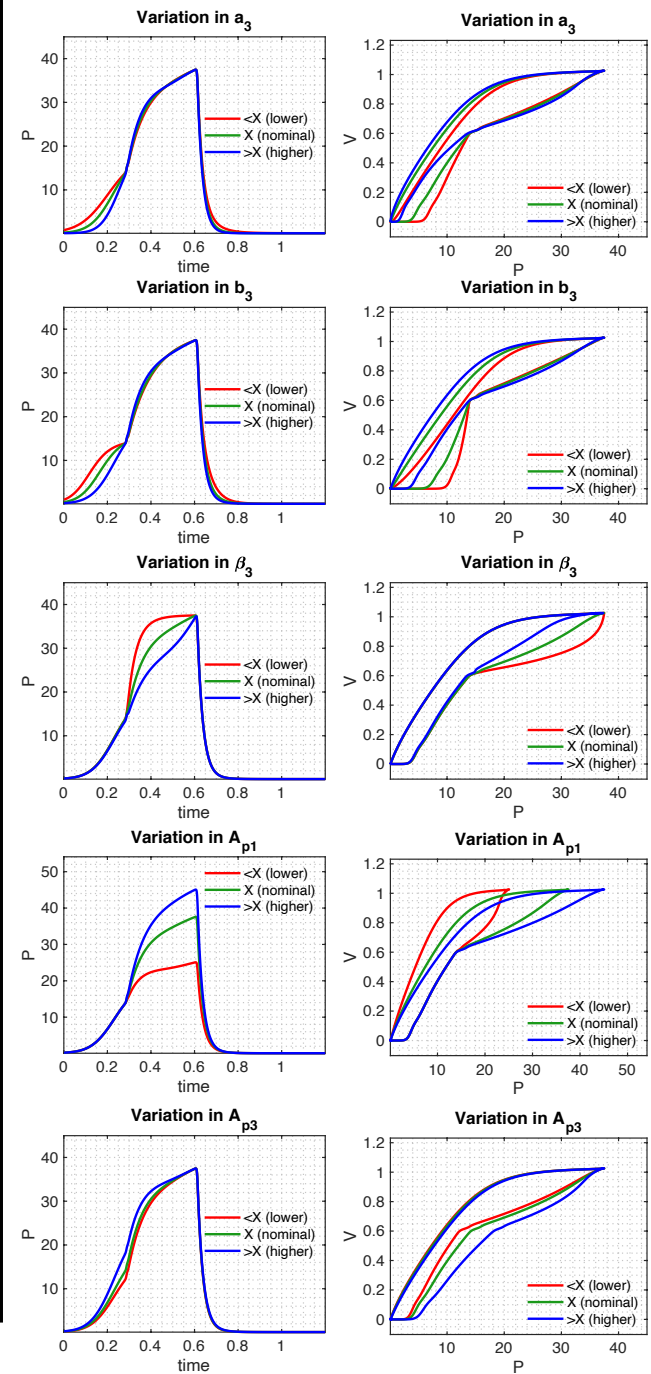 Variation in a3
40
30
20
10
P
<X (lower)
X (nominal)
>X (higher)
0 0.2 0.4 0.6 0.8 1
time
Variation in a3
1.2
1
0.8
0.6
0.4
0.2
0
V
<X (lower)
X (nominal)
>X (higher)
10 20 30 40
P
Variation in b3
40
30
20
10
P
<X (lower)
X (nominal)
>X (higher)
0 0.2 0.4 0.6 0.8 1
time
Variation in b3
1.2
1
0.8
0.6
0.4
0.2
0
V
<X (lower)
X (nominal)
>X (higher)
10 20 30 40
P
Variation in β3
40
30
20
10
P
<X (lower)
X (nominal)
>X (higher)
0 0.2 0.4 0.6 0.8 1
time
Variation in β3
1.2
1
0.8
0.6
0.4
0.2
0
V
<X (lower)
X (nominal)
>X (higher)
10 20 30 40
P
Variation in Ap1
50
40
30
20
10
P
<X (lower)
X (nominal)
>X (higher)
0 0.2 0.4 0.6 0.8 1
time
Variation in Ap1
1.2
1
0.8
0.6
0.4
0.2
0
V
<X (lower)
X (nominal)
>X (higher)
10 20 30 40 50
P
Variation in Ap3
40
30
20
10
P
<X (lower)
X (nominal)
>X (higher)
0 0.2 0.4 0.6 0.8 1
time
Variation in Ap3
1.2
1
0.8
0.6
0.4
0.2
0
V
<X (lower)
X (nominal)
>X (higher)
10 20 30 40
P